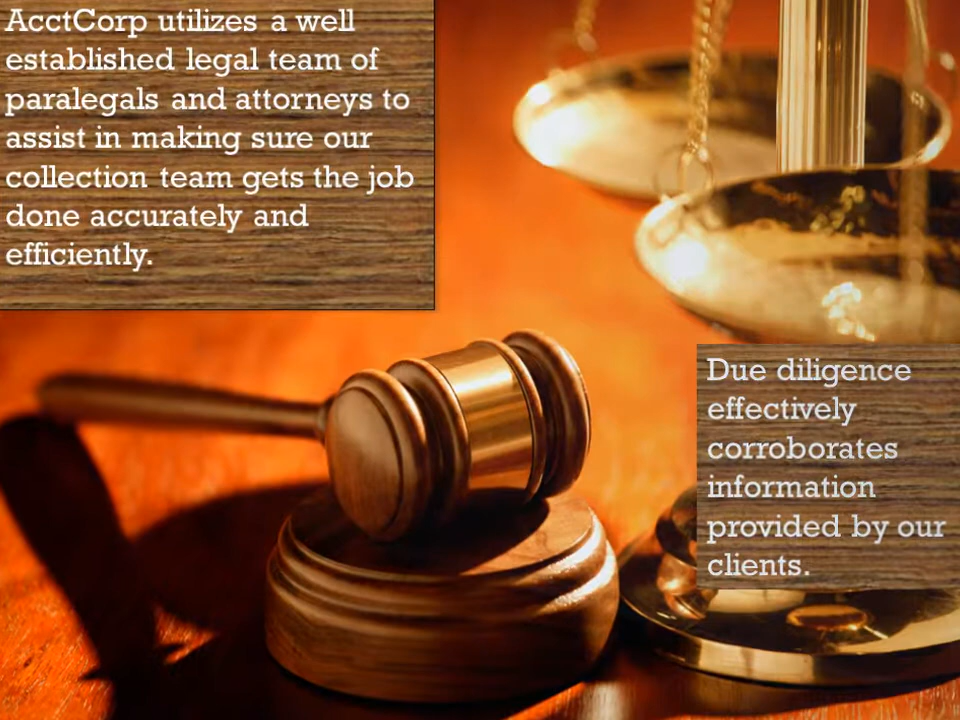 AcctCorp utilizes a well
established legal team of
paralegals and attorneys to
assist in making sure our
collection team gets the job
done accurately and
efficiently.
Due diligence
effectively
corroborates
information
provided by our
clients.